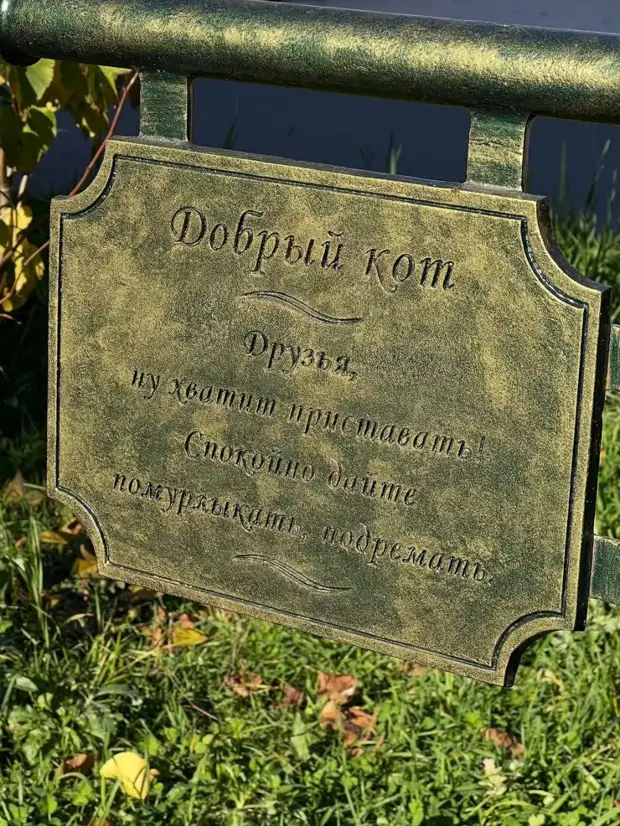 Добрый кот
Друзья,
ну хватит приставать!
Спокойно дайте
помурлыкать, подремать